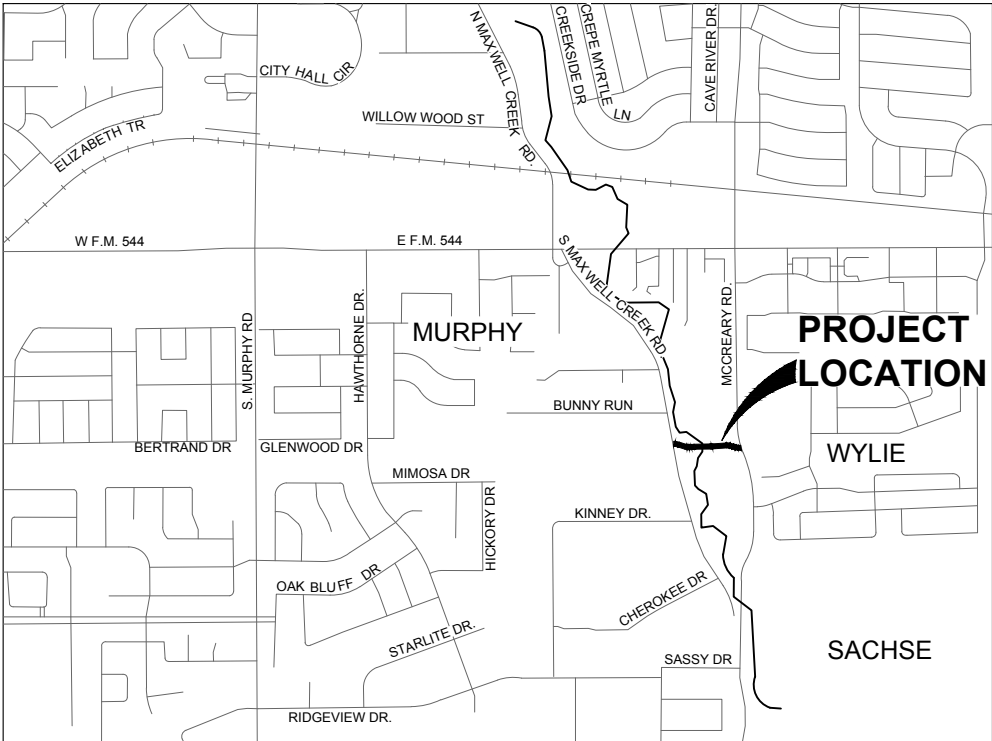 N MAXWELL CREEK RD.
CREEKSIDE DR
CREPE MYRTLE LN
CAVE RIVER DR.
CITY HALL CIR
WILLOW WOOD ST
ELIZABETH TR
W F.M. 544
E F.M. 544
S MAXWELL CREEK RD.
S. MURPHY RD
HAWTHORNE DR.
MURPHY
MCCREARY RD.
PROJECT
LOCATION
BUNNY RUN
BERTRAND DR
GLENWOOD DR
WYLIE
MIMOSA DR
HICKORY DR
KINNEY DR.
OAK BLUFF DR
CHEROKEE DR
STARLITE DR.
SACHSE
SASSY DR
RIDGEVIEW DR.